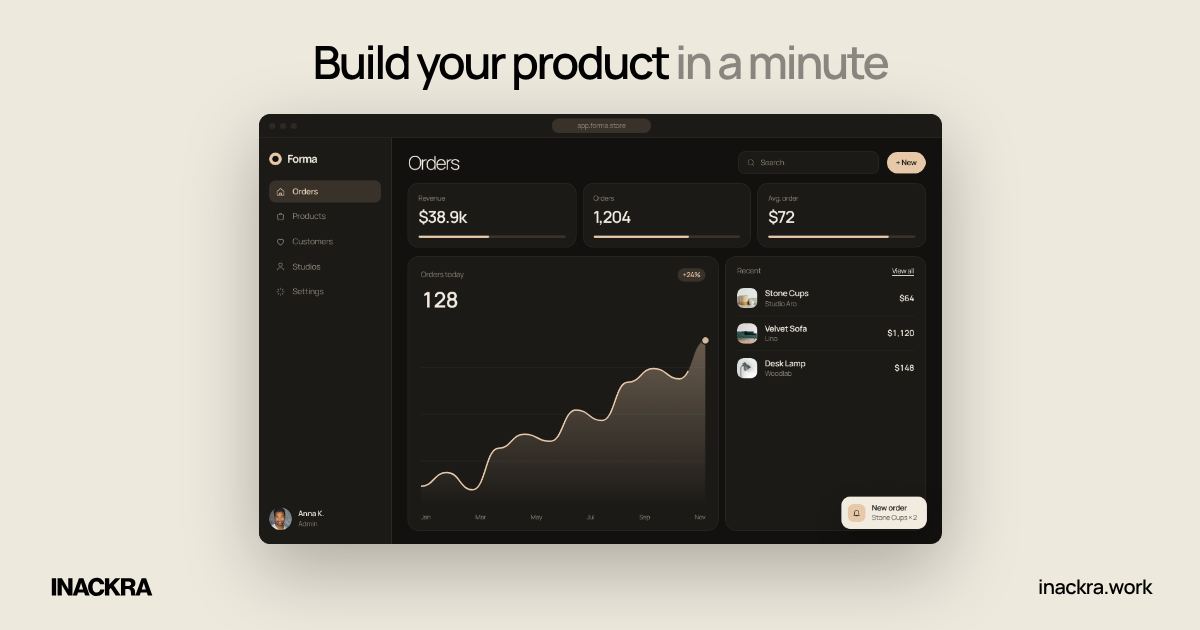 Build your product in a minute
app.forma.store
Forma
Orders
Products
Customers
Studios
Settings
Anna K.
Admin
Orders
Search
+ New
Revenue
$38.9k
Orders
1,204
Avg. order
$72
Orders today
+24%
128
Jan Mar May Jul Sep Nov
Recent View all
Stone Cups $64
Studio Aro
Velvet Sofa $1,120
Lino
Desk Lamp $148
Woodlab
New order
Stone Cups × 2
INACKRA
inackra.work